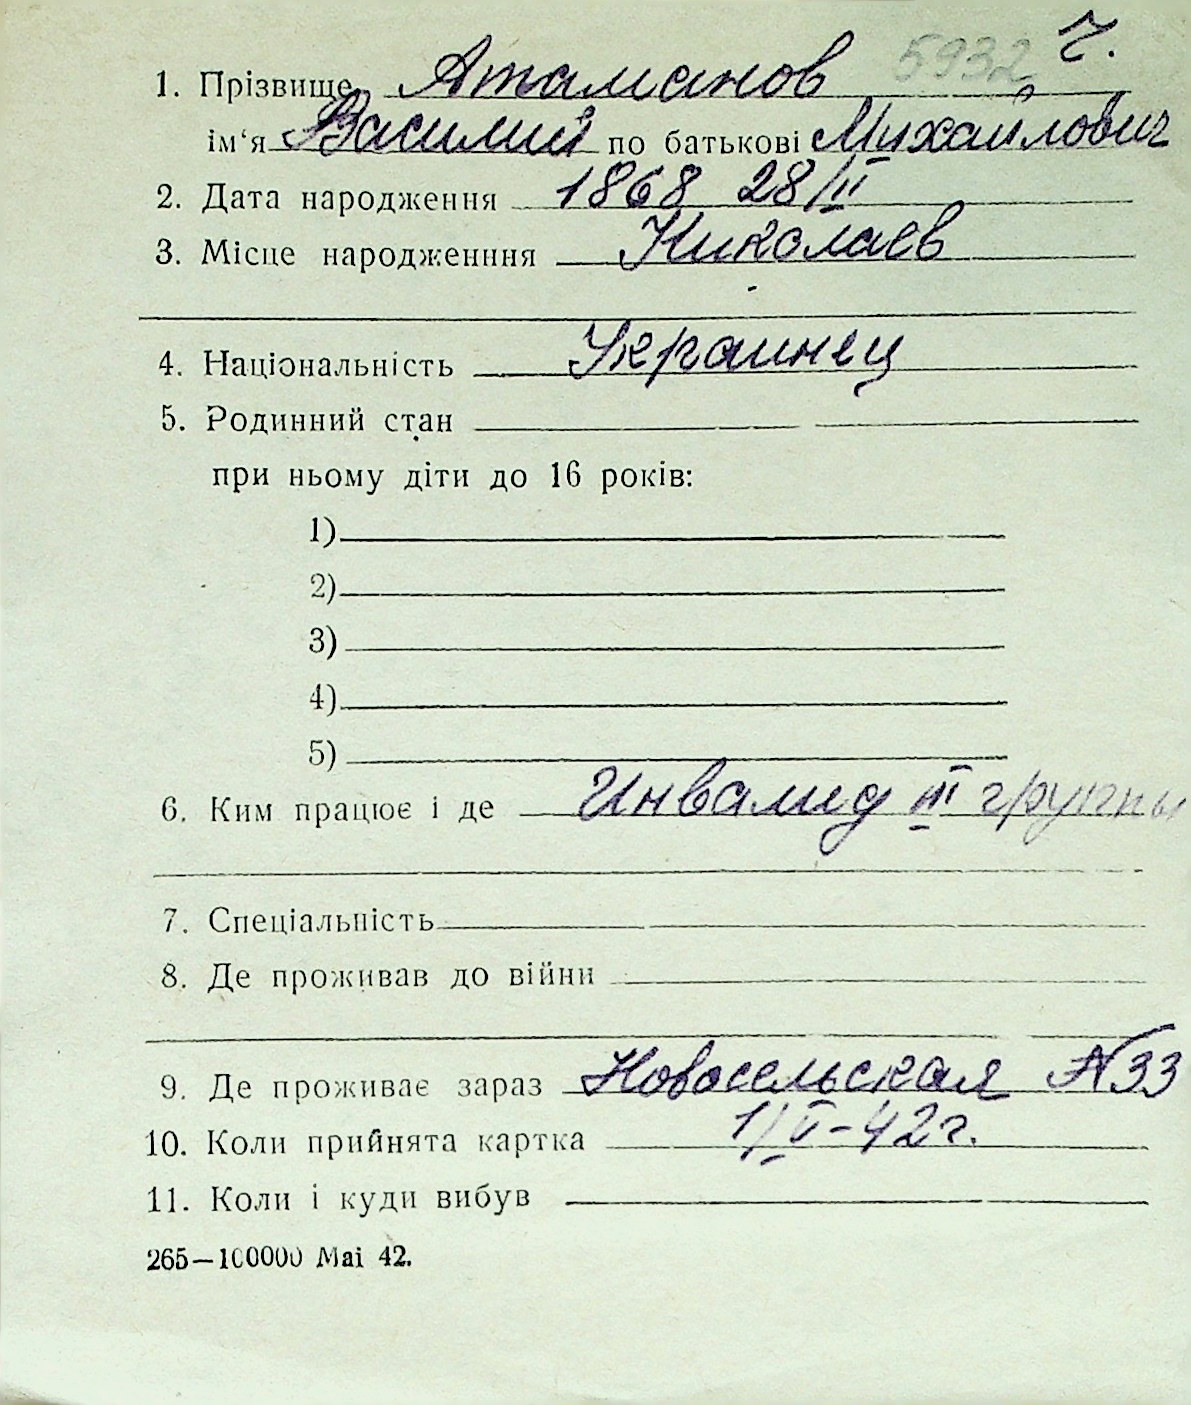 5932 Ч.
1. Прізвище Атаманов
ім‘я Василий по батькові Михайлович
2. Дата народження 1868 28/II
3. Місце народженння Николаев
4. Національність Украинец
5. Родинний стан
при ньому діти до 16 років:
1)
2)
3)
4)
5)
6. Ким працює і де Инвалид III группы
7. Спеціальність
8. Де проживав до війни
9. Де проживає зараз Новосельская N33
10. Коли прийнята картка 1/VI-42г.
11. Коли і куди вибув
265—100000 Mai 42.